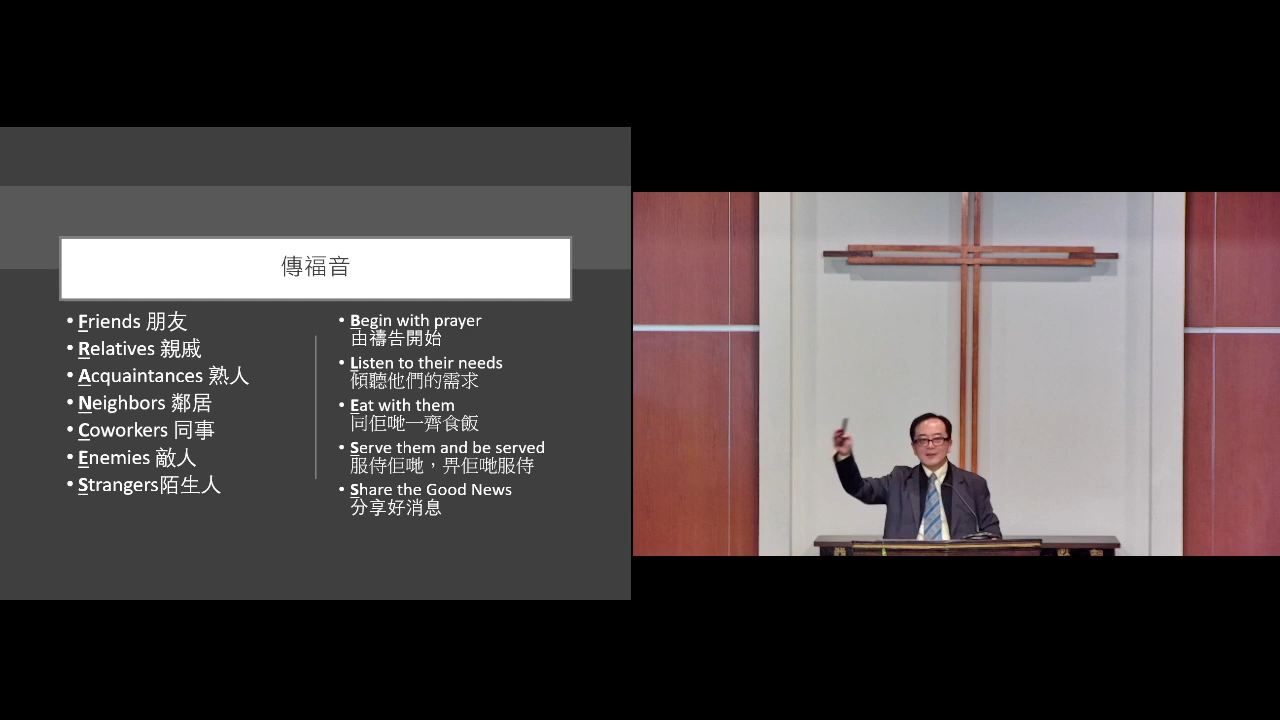 傳福音
• Friends 朋友
• Relatives 親戚
• Acquaintances 熟人
• Neighbors 鄰居
• Coworkers 同事
• Enemies 敵人
• Strangers陌生人
• Begin with prayer
由禱告開始
• Listen to their needs
傾聽他們的需求
• Eat with them
同佢哋一齊食飯
• Serve them and be served
服侍佢哋，畀佢哋服侍
• Share the Good News
分享好消息